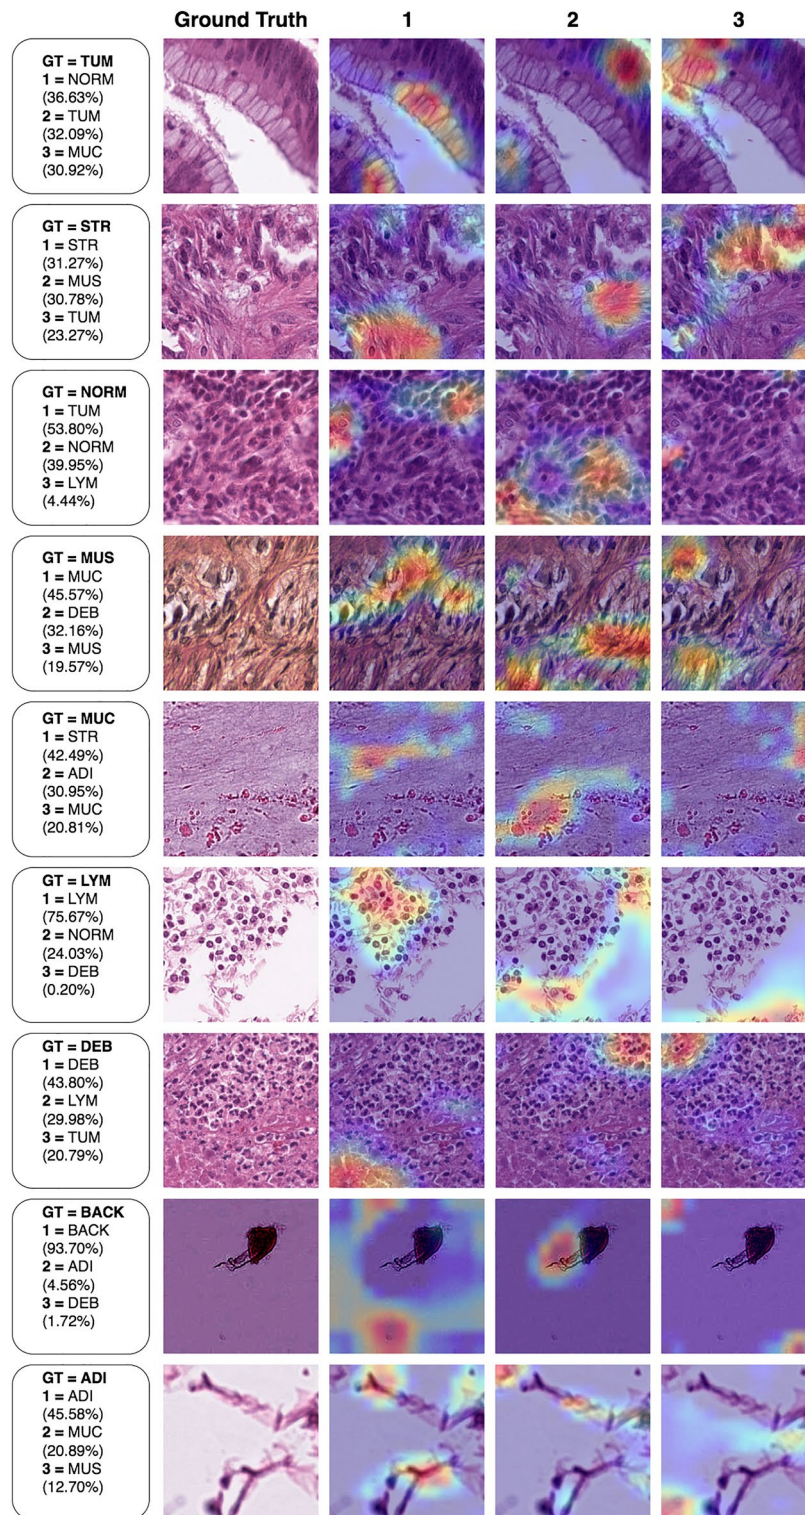 Ground Truth 1 2 3
GT = TUM
1 = NORM
(36.63%)
2 = TUM
(32.09%)
3 = MUC
(30.92%)
GT = STR
1 = STR
(31.27%)
2 = MUS
(30.78%)
3 = TUM
(23.27%)
GT = NORM
1 = TUM
(53.80%)
2 = NORM
(39.95%)
3 = LYM
(4.44%)
GT = MUS
1 = MUC
(45.57%)
2 = DEB
(32.16%)
3 = MUS
(19.57%)
GT = MUC
1 = STR
(42.49%)
2 = ADI
(30.95%)
3 = MUC
(20.81%)
GT = LYM
1 = LYM
(75.67%)
2 = NORM
(24.03%)
3 = DEB
(0.20%)
GT = DEB
1 = DEB
(43.80%)
2 = LYM
(29.98%)
3 = TUM
(20.79%)
GT = BACK
1 = BACK
(93.70%)
2 = ADI
(4.56%)
3 = DEB
(1.72%)
GT = ADI
1 = ADI
(45.58%)
2 = MUC
(20.89%)
3 = MUS
(12.70%)